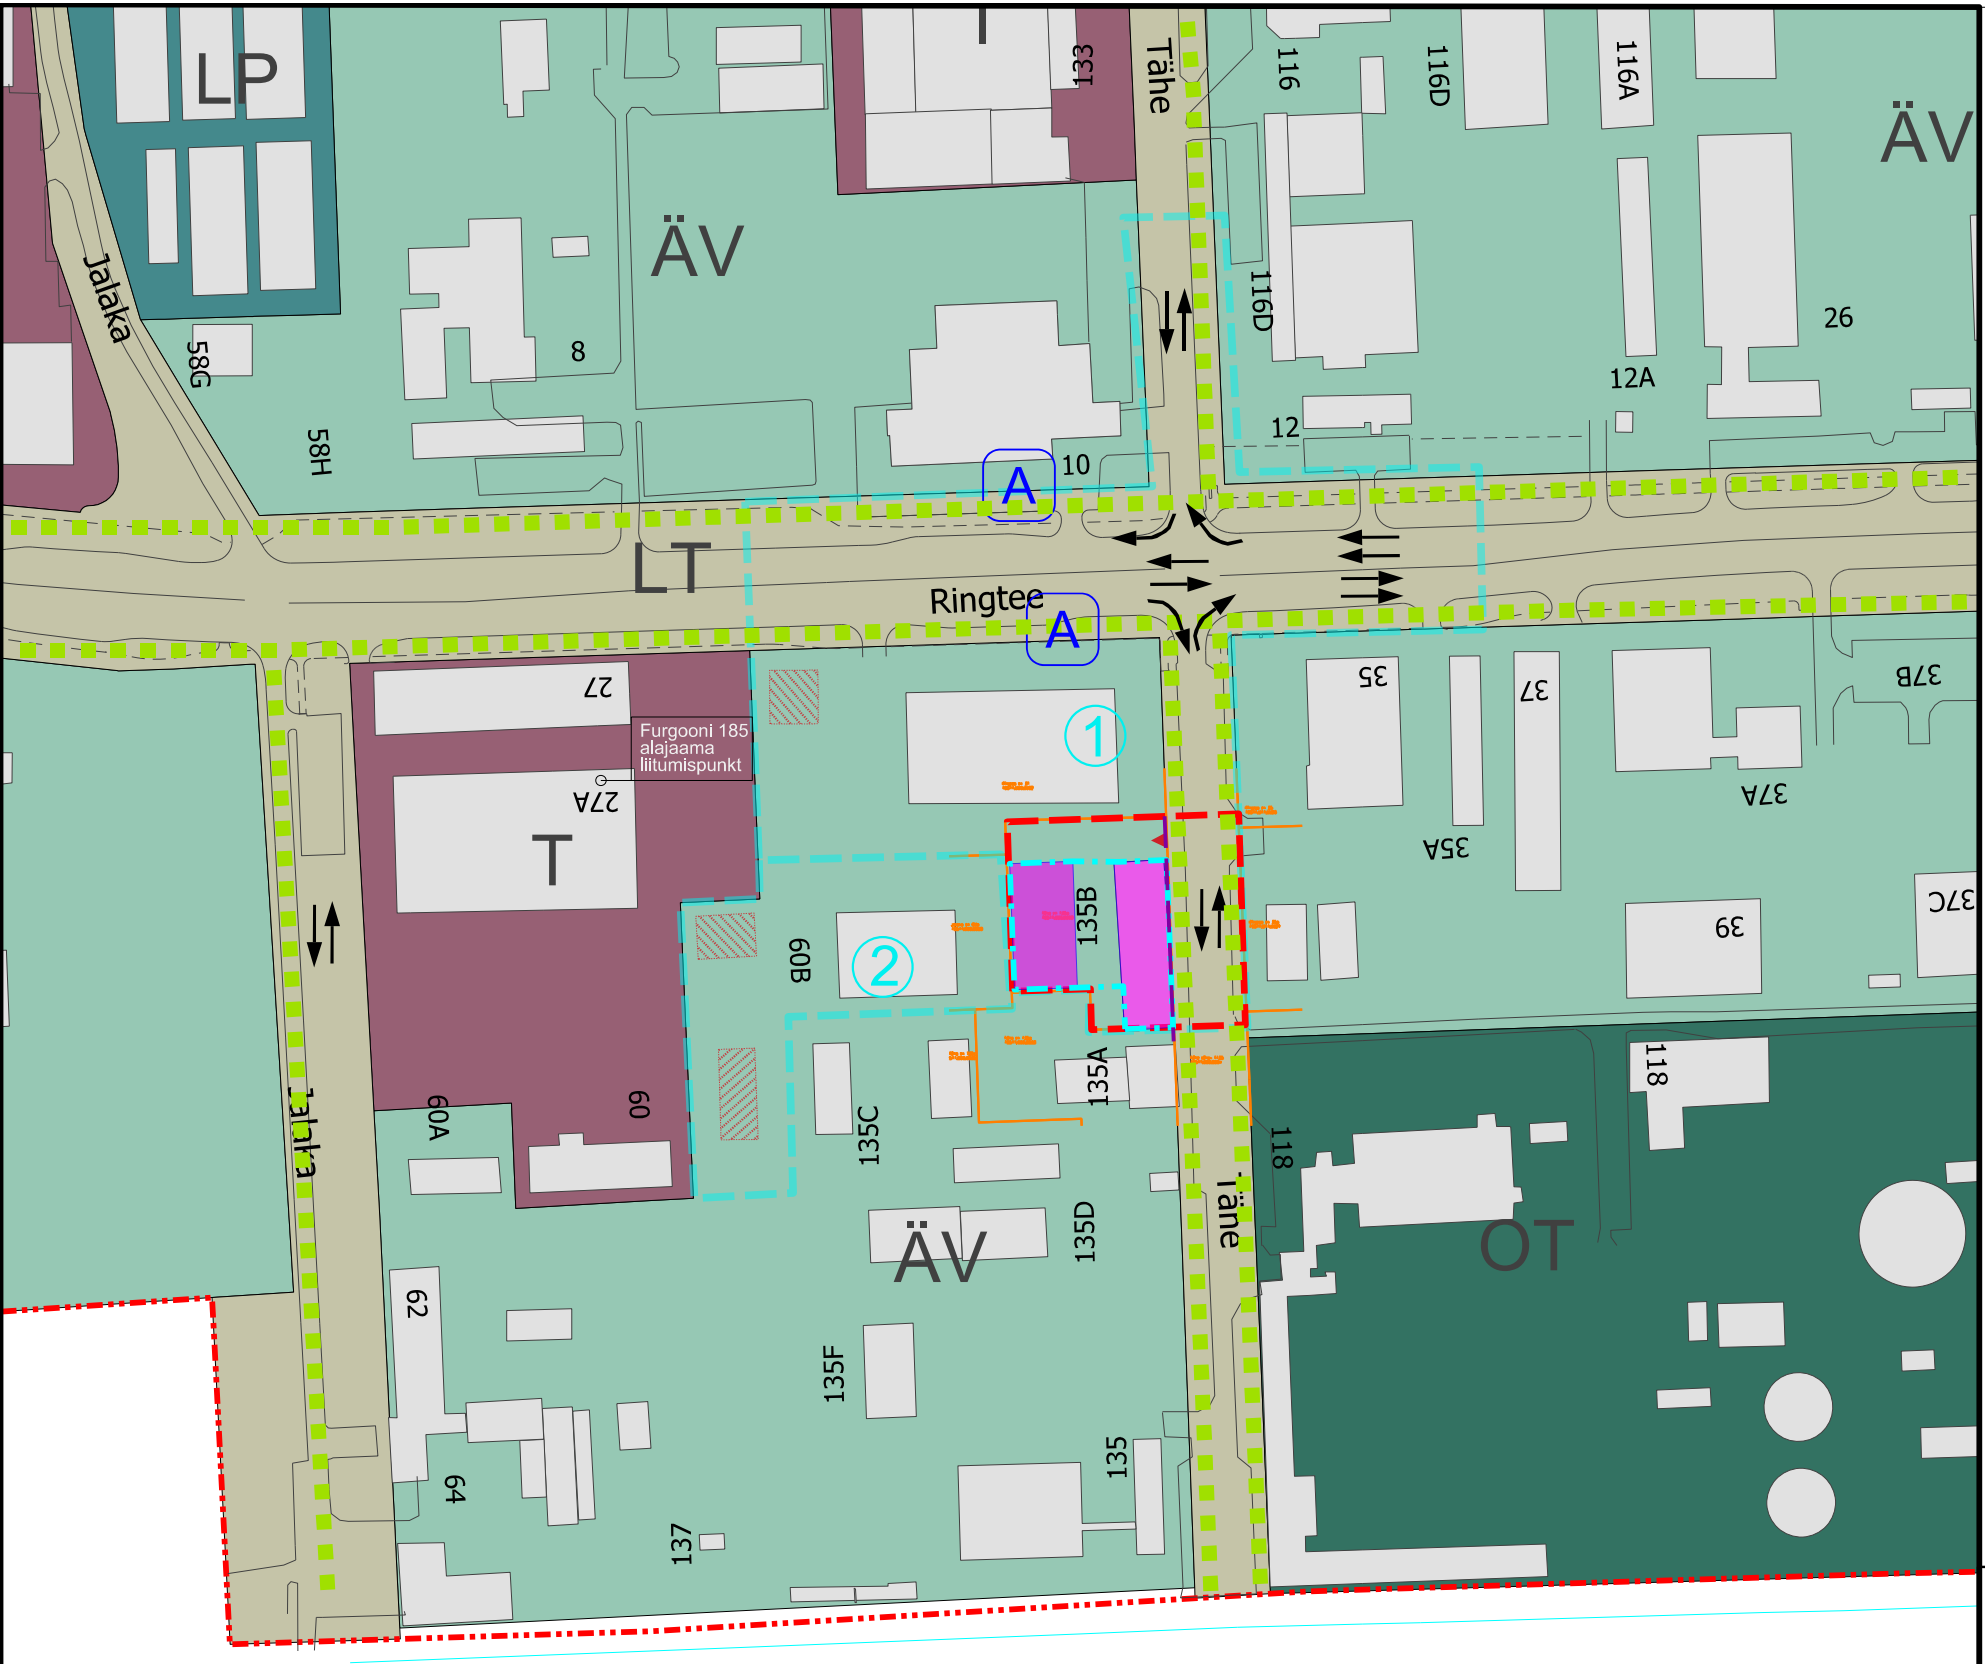 LP
T
133
Tähe
116
116D
116A
ÄV
ÄV
Jalaka
58G
8
116D
26
12A
58H
12
10
A
LT
Ringtee
A
27
Furgooni 185
alajaama
liitumispunkt
27A
T
1
35
37
37B
37A
35A
135B
60B
2
39
37C
60A
60
Jalaka
135C
135A
118
118
Tähe
135D
ÄV
OT
62
135F
64
135
137